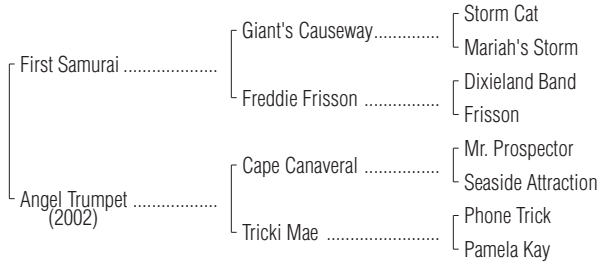 Storm Cat
Giant's Causeway..............
Mariah's Storm
First Samurai ...................
Dixieland Band
Freddie Frisson ................
Frisson
Mr. Prospector
Cape Canaveral ................
Seaside Attraction
Angel Trumpet .................
(2002)
Phone Trick
Tricki Mae ........................
Pamela Kay